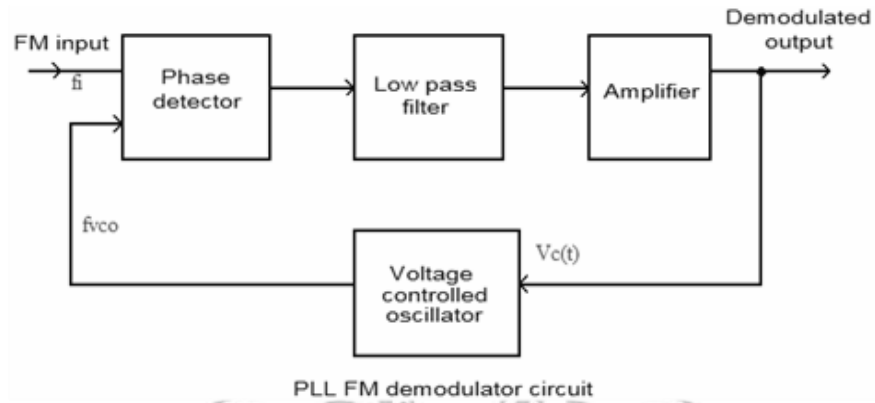 Demodulated
output
FM input
fi
Phase
detector
Low pass
filter
Amplifier
fvco
Vc(t)
Voltage
controlled
oscillator
PLL FM demodulator circuit